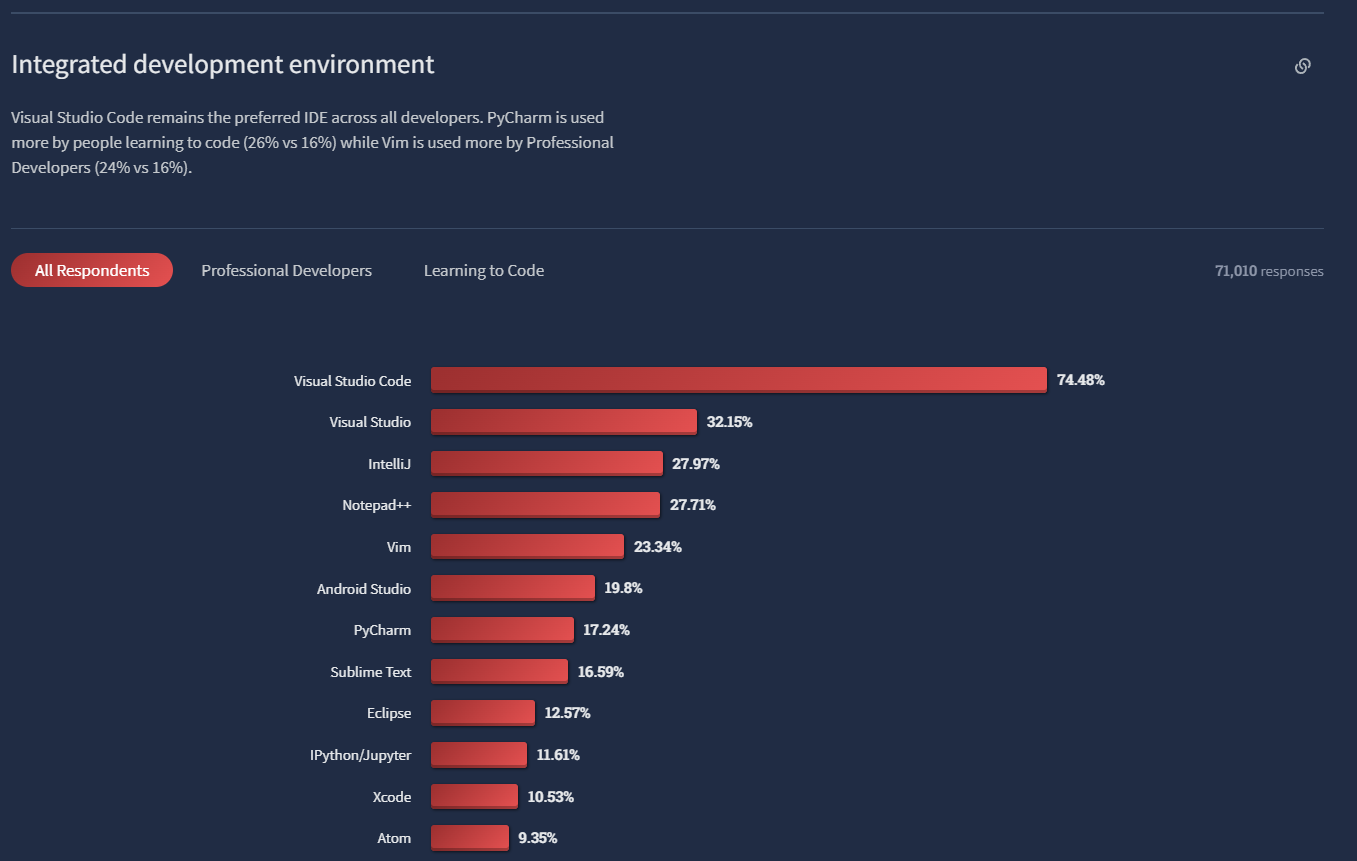 Integrated development environment
Visual Studio Code remains the preferred IDE across all developers. PyCharm is used
more by people learning to code (26% vs 16%) while Vim is used more by Professional
Developers (24% vs 16%).
All Respondents Professional Developers Learning to Code 71,010 responses
Visual Studio Code 74.48%
Visual Studio 32.15%
IntelliJ 27.97%
Notepad++ 27.71%
Vim 23.34%
Android Studio 19.8%
PyCharm 17.24%
Sublime Text 16.59%
Eclipse 12.57%
IPython/Jupyter 11.61%
Xcode 10.53%
Atom 9.35%